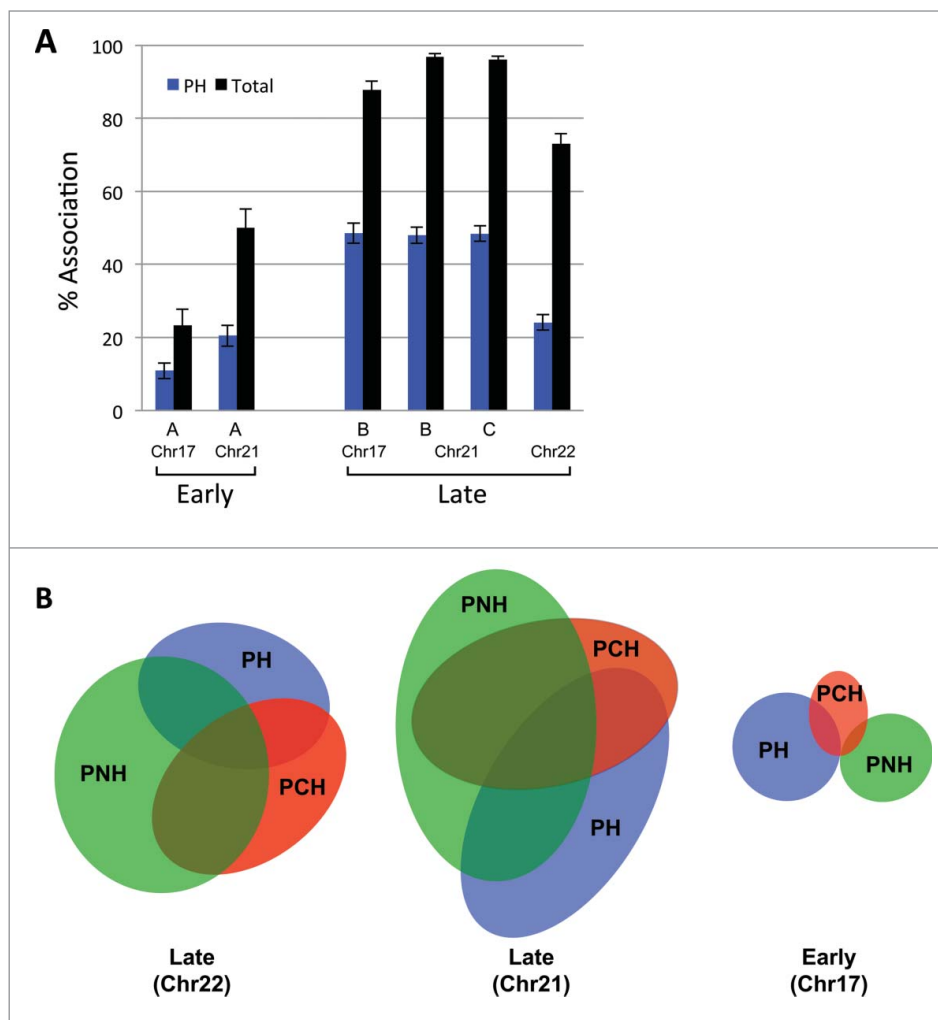 A
100
80
60
40
20
0
% Association
PH Total
A A B B C
Chr17 Chr21 Chr17 Chr21 Chr22
Early Late
B
PNH
PH
PCH
PNH
PCH
PH
PCH
PH
PNH
Late
(Chr22)
Late
(Chr21)
Early
(Chr17)